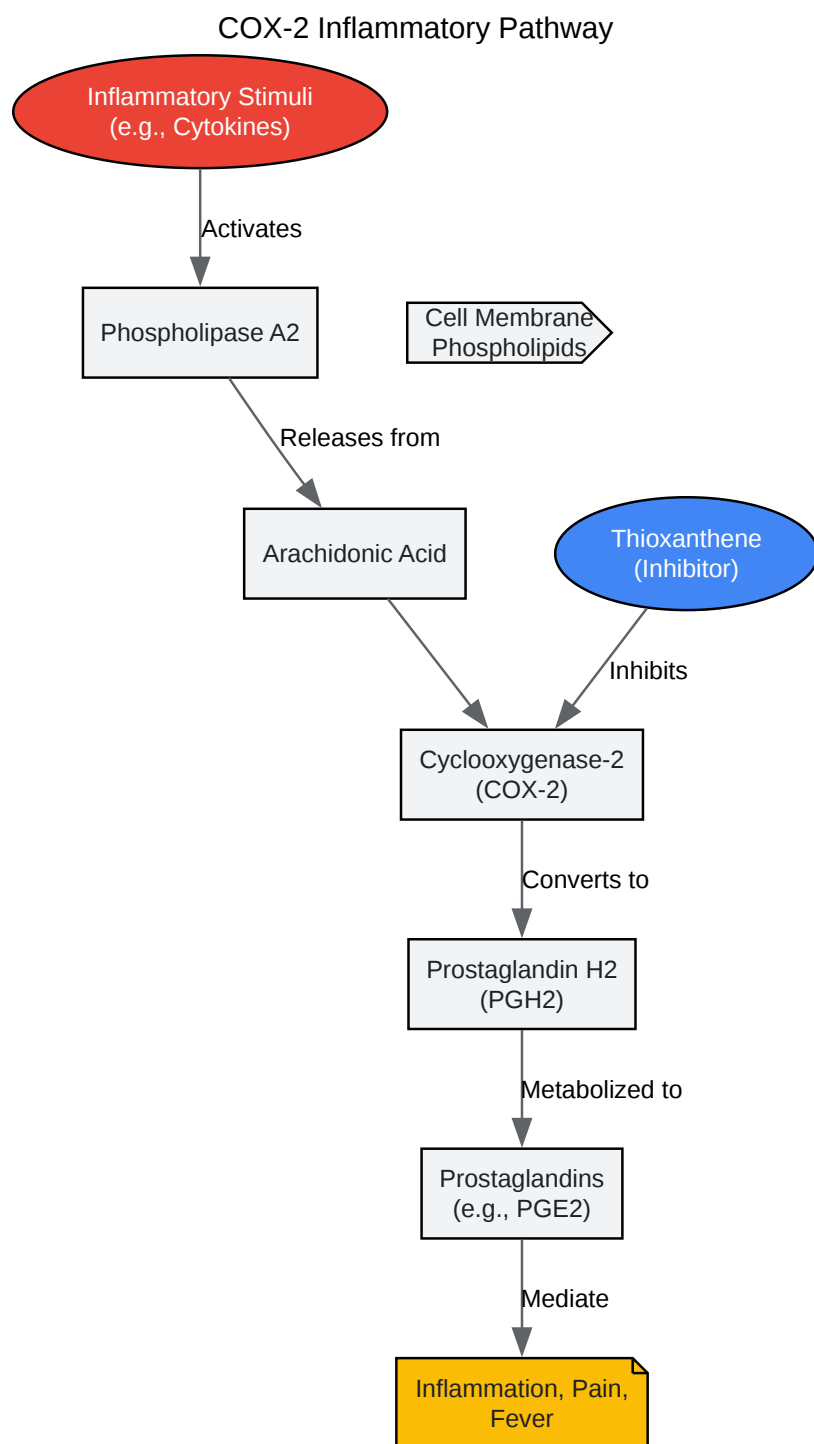 COX-2 Inflammatory Pathway
Inflammatory Stimuli
(e.g., Cytokines)
Activates
Phospholipase A2
Cell Membrane
Phospholipids
Releases from
Arachidonic Acid
Thioxanthene
(Inhibitor)
Inhibits
Cyclooxygenase-2
(COX-2)
Converts to
Prostaglandin H2
(PGH2)
Metabolized to
Prostaglandins
(e.g., PGE2)
Mediate
Inflammation, Pain,
Fever